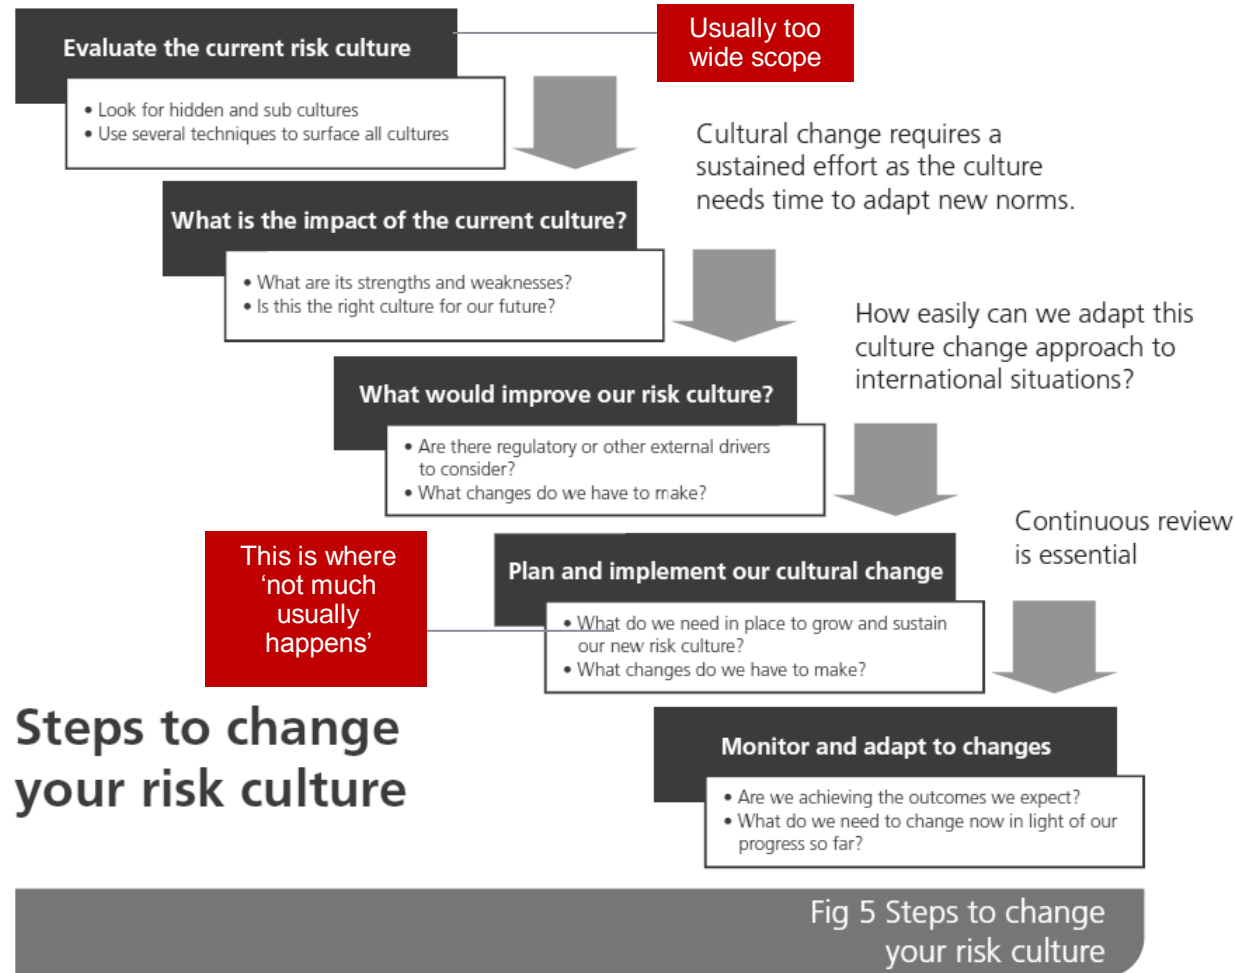 Evaluate the current risk culture
Usually too
wide scope
• Look for hidden and sub cultures
• Use several techniques to surface all cultures
Cultural change requires a
sustained effort as the culture
needs time to adapt new norms.
What is the impact of the current culture?
• What are its strengths and weaknesses?
• Is this the right culture for our future?
How easily can we adapt this
culture change approach to
international situations?
What would improve our risk culture?
• Are there regulatory or other external drivers
to consider?
• What changes do we have to make?
Continuous review
is essential
This is where
‘not much
usually
happens’
Plan and implement our cultural change
• What do we need in place to grow and sustain
our new risk culture?
• What changes do we have to make?
Steps to change
your risk culture
Monitor and adapt to changes
• Are we achieving the outcomes we expect?
• What do we need to change now in light of our
progress so far?
Fig 5 Steps to change
your risk culture